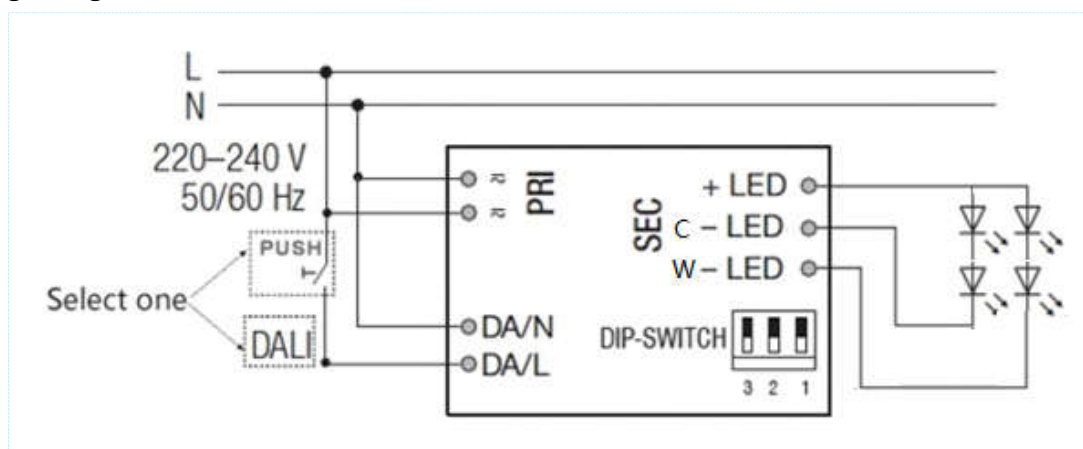 L
N
220–240 V
50/60 Hz
PUSH
Select one
DALI
≈ PRI
≈
DA/N
DA/L
SEC
+ LED
C – LED
W – LED
DIP-SWITCH
3 2 1